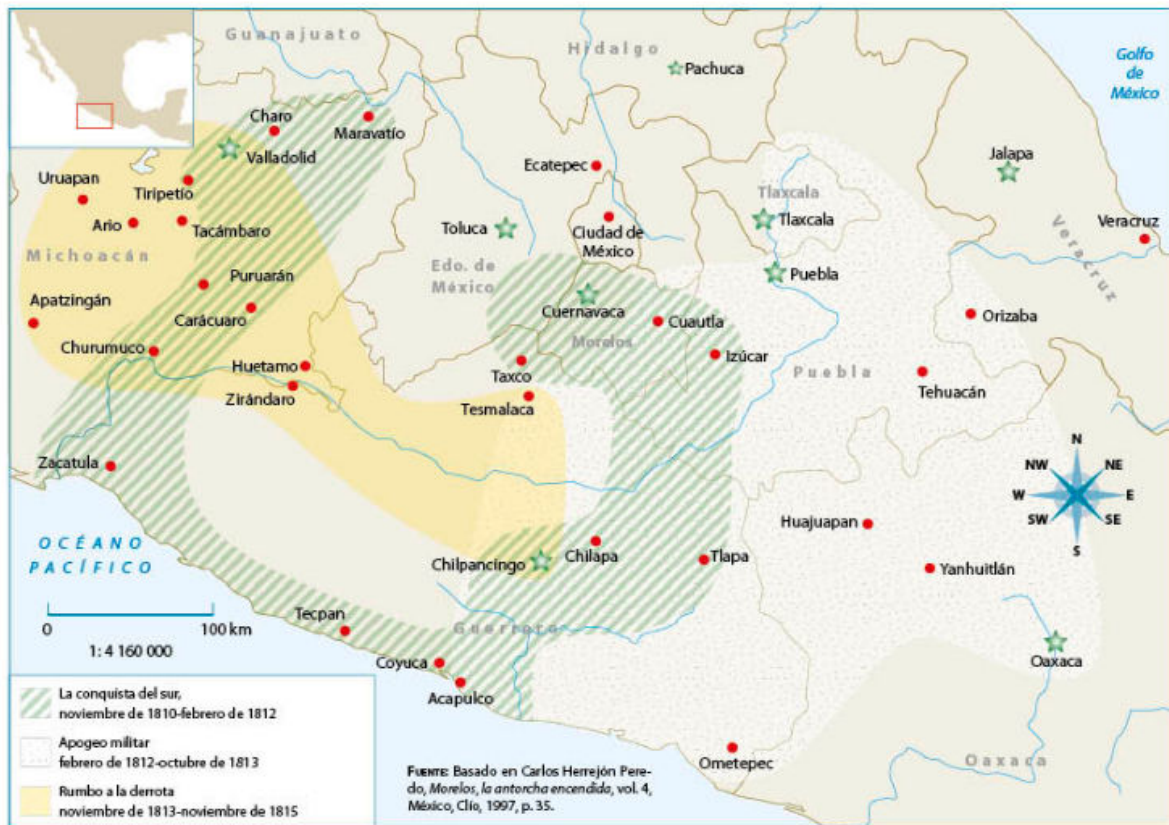 Guanajuato
Hidalgo
Golfo
de
México
Pachuca
Charo
Maravatío
Valladolid
Ecatepec
Jalapa
Uruapan
Tiripetío
Tlaxcala
Ario
Tacámbaro
Toluca
Ciudad de
México
Tlaxcala
Veracruz
Veracruz
Michoacán
Edo. de
México
Puruarán
Puebla
Apatzingán
Carácuaro
Cuernavaca
Cuautla
Orizaba
Churumuco
Morelos
Izúcar
Huetamo
Taxco
Puebla
Tehuacán
Zirándaro
Tesmalaca
N
NW
NE
W
E
SW
SE
S
Zacatula
Huajuapan
OCÉANO
PACÍFICO
Chilpancingo
Chilapa
Tlapa
Yanhuitlán
Tecpan
Guerrero
0
100 km
1: 4 160 000
Coyuca
Acapulco
Oaxaca
Ometepec
Oaxaca
La conquista del sur,
noviembre de 1810-febrero de 1812
Apogeo militar
febrero de 1812-octubre de 1813
Rumbo a la derrota
noviembre de 1813-noviembre de 1815
FUENTE: Basado en Carlos Herrejón Pere-
do, Morelos, la antorcha encendida, vol. 4,
México, Clío, 1997, p. 35.